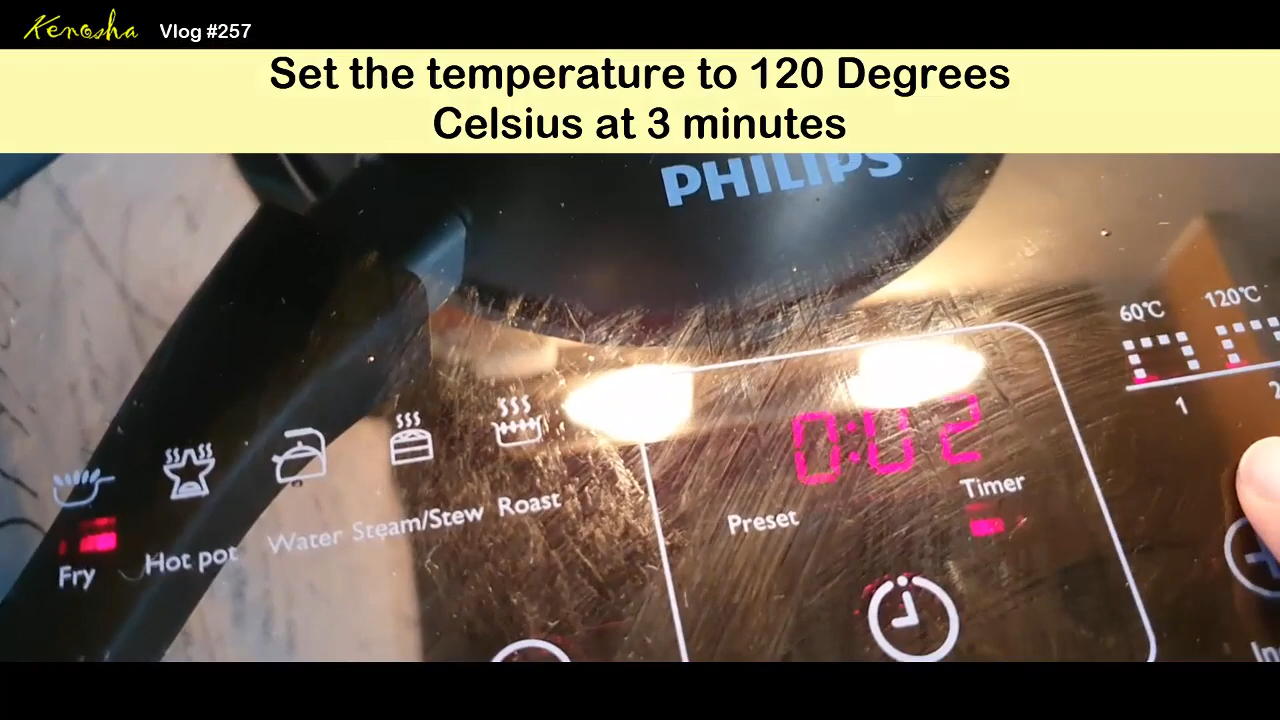 Kenosha
Vlog #257
Set the temperature to 120 Degrees
Celsius at 3 minutes
PHILIPS
60°C
120°C
1
2
0:02
Timer
Preset
Fry
Hot pot
Water
Steam/Stew
Roast